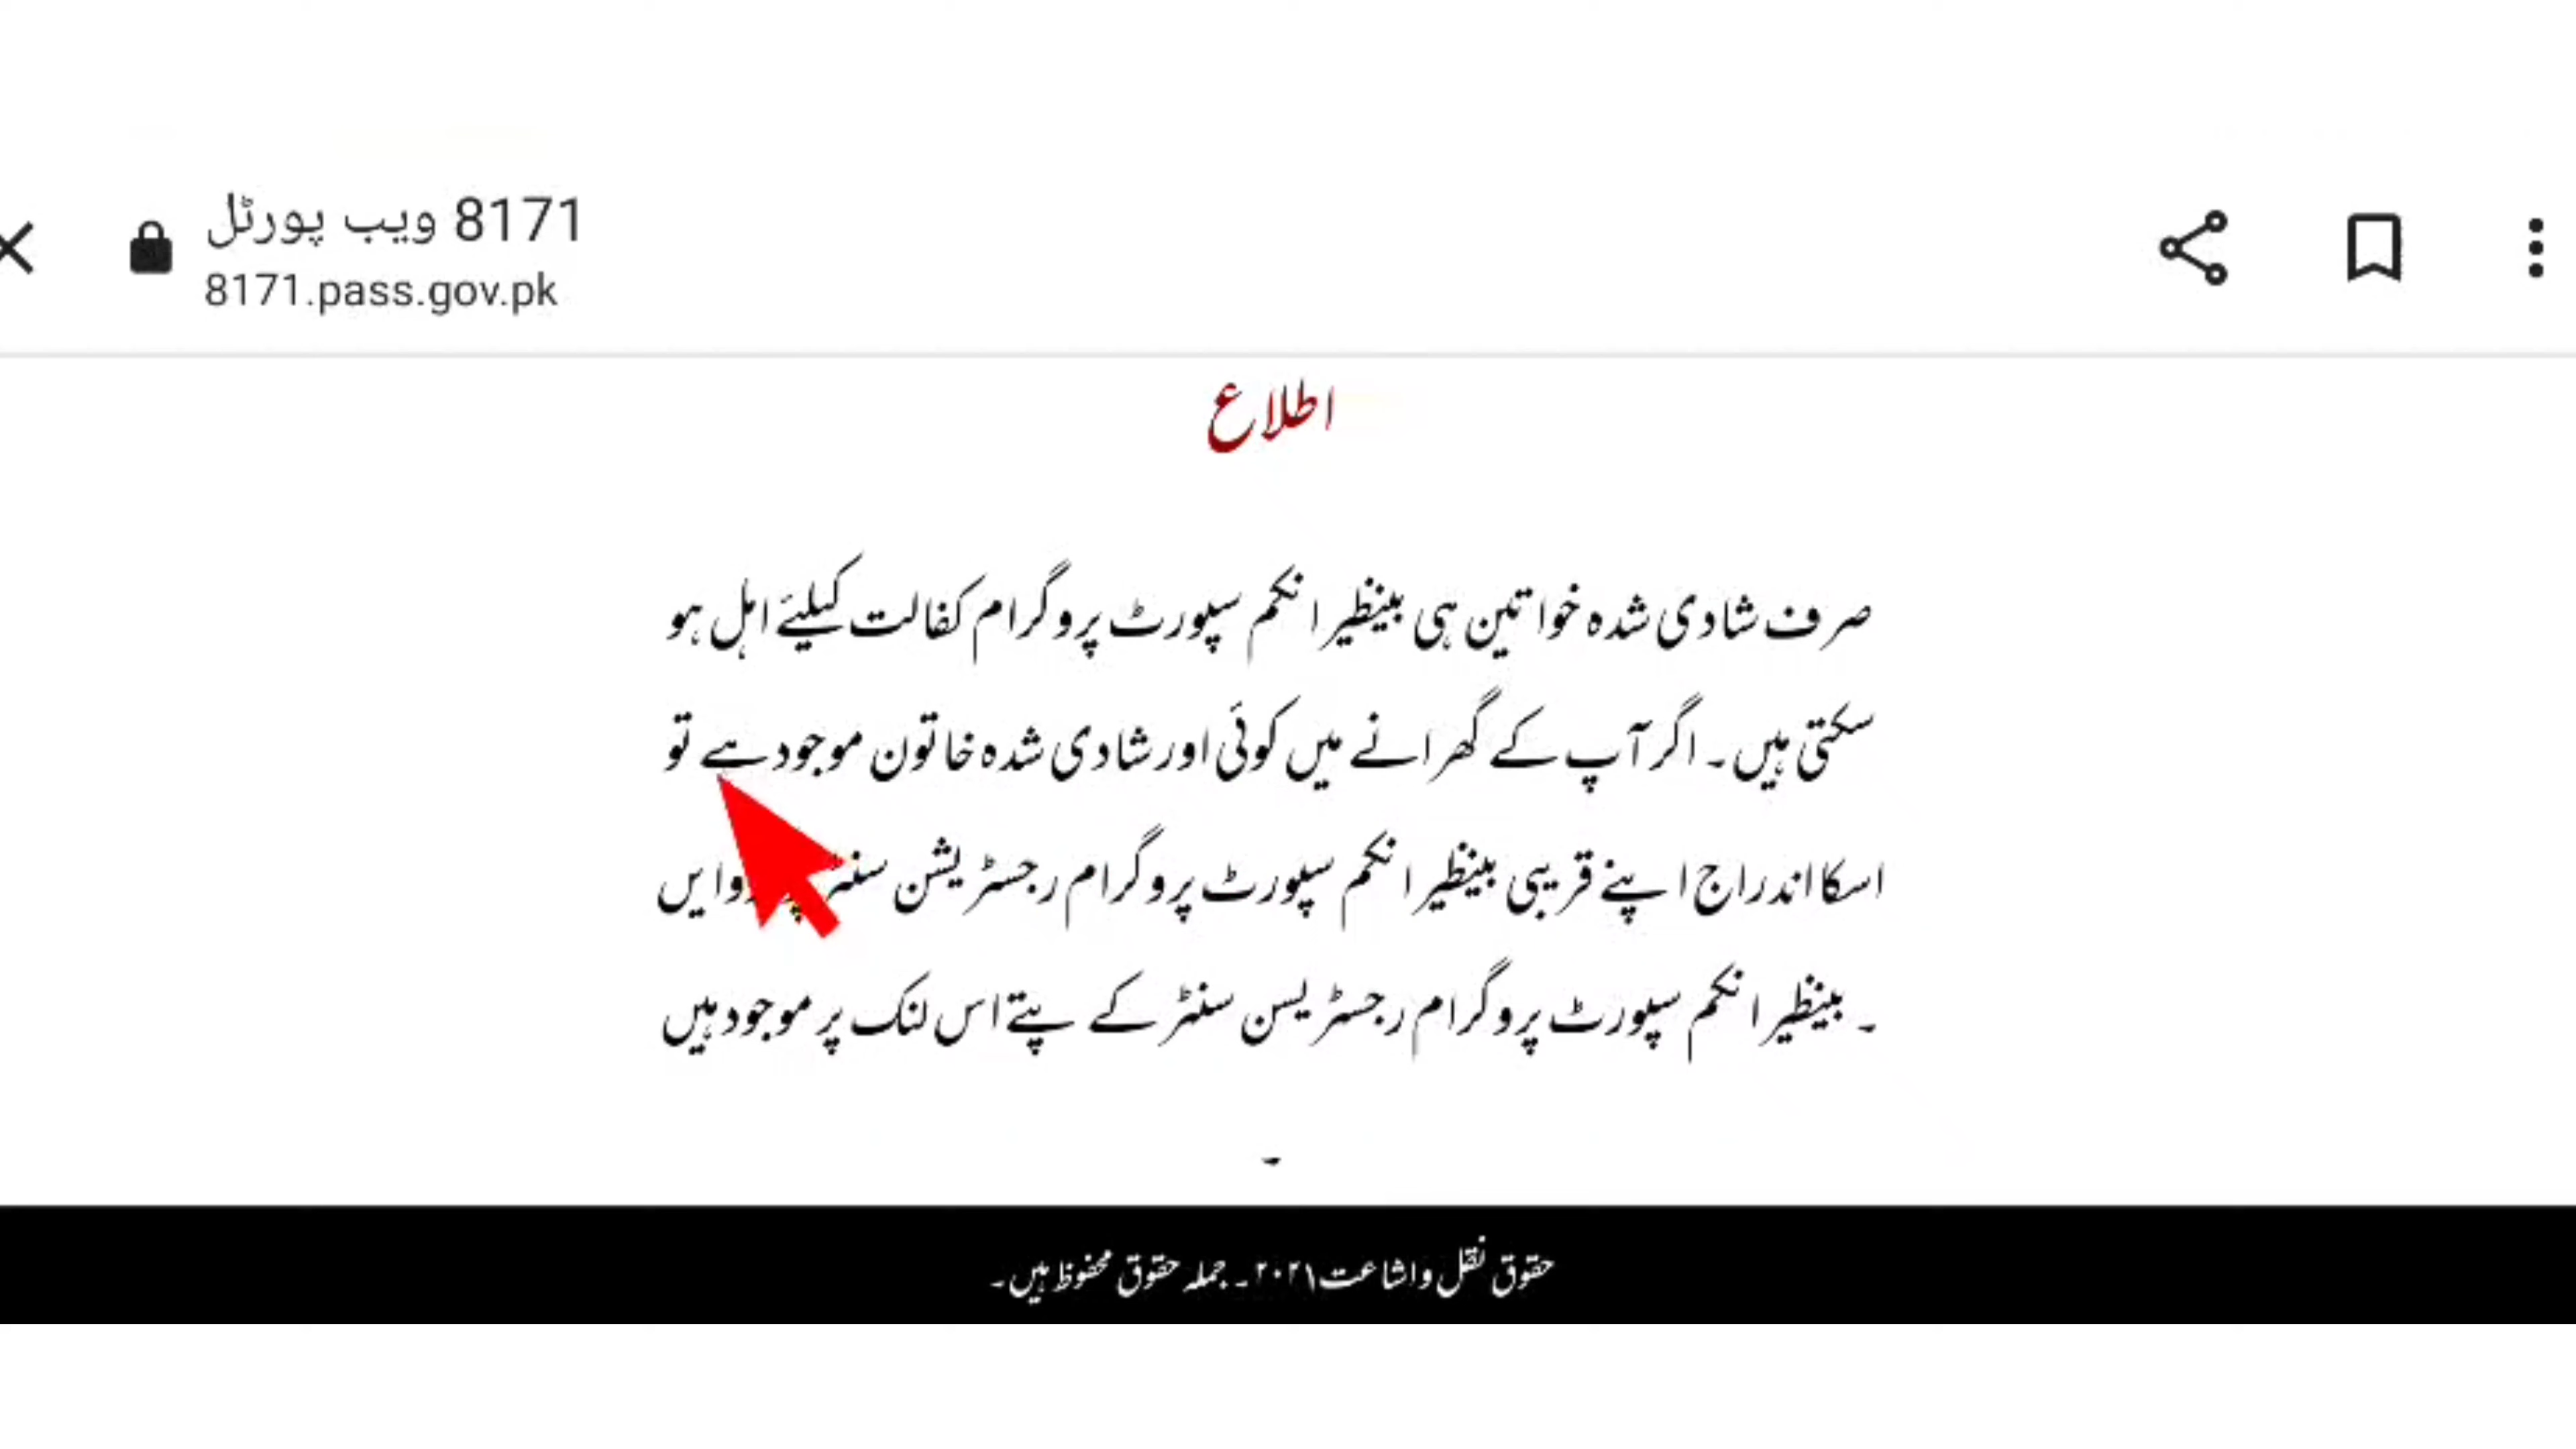 8171 ویب پورٹل
8171.pass.gov.pk
اطلاع
صرف شادی شدہ خواتین ہی بینظیر انکم سپورٹ پروگرام کفالت کیلئے اہل ہو
سکتی ہیں۔ اگر آپ کے گھرانے میں کوئی اور شادی شدہ خاتون موجود ہے تو
اسکا اندراج اپنے قریبی بینظیر انکم سپورٹ پروگرام رجسٹریشن
۔ بینظیر انکم سپورٹ پروگرام رجسٹریسن سنٹر کے پتے اس لنک پر موجود ہیں
۔
حقوق نقل واشاعت ۲۰۲۱ ۔ جملہ حقوق محفوظ ہیں۔